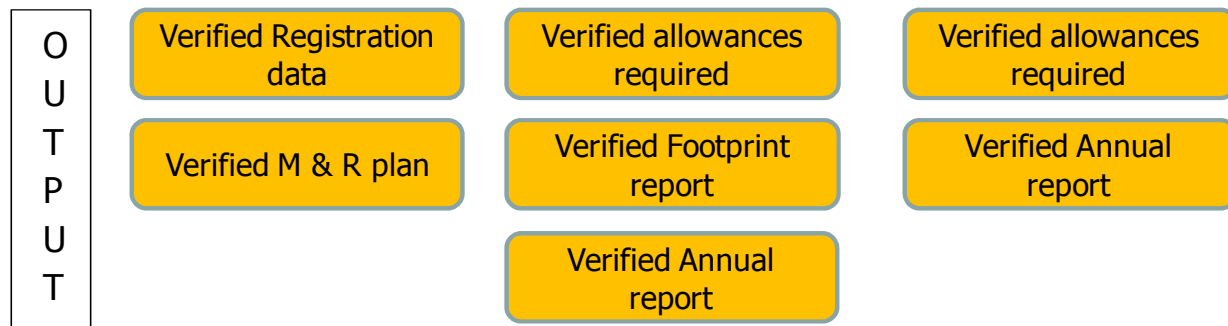 O
U
T
P
U
T
Verified Registration
data
Verified M & R plan
Verified allowances
required
Verified Footprint
report
Verified Annual
report
Verified allowances
required
Verified Annual
report